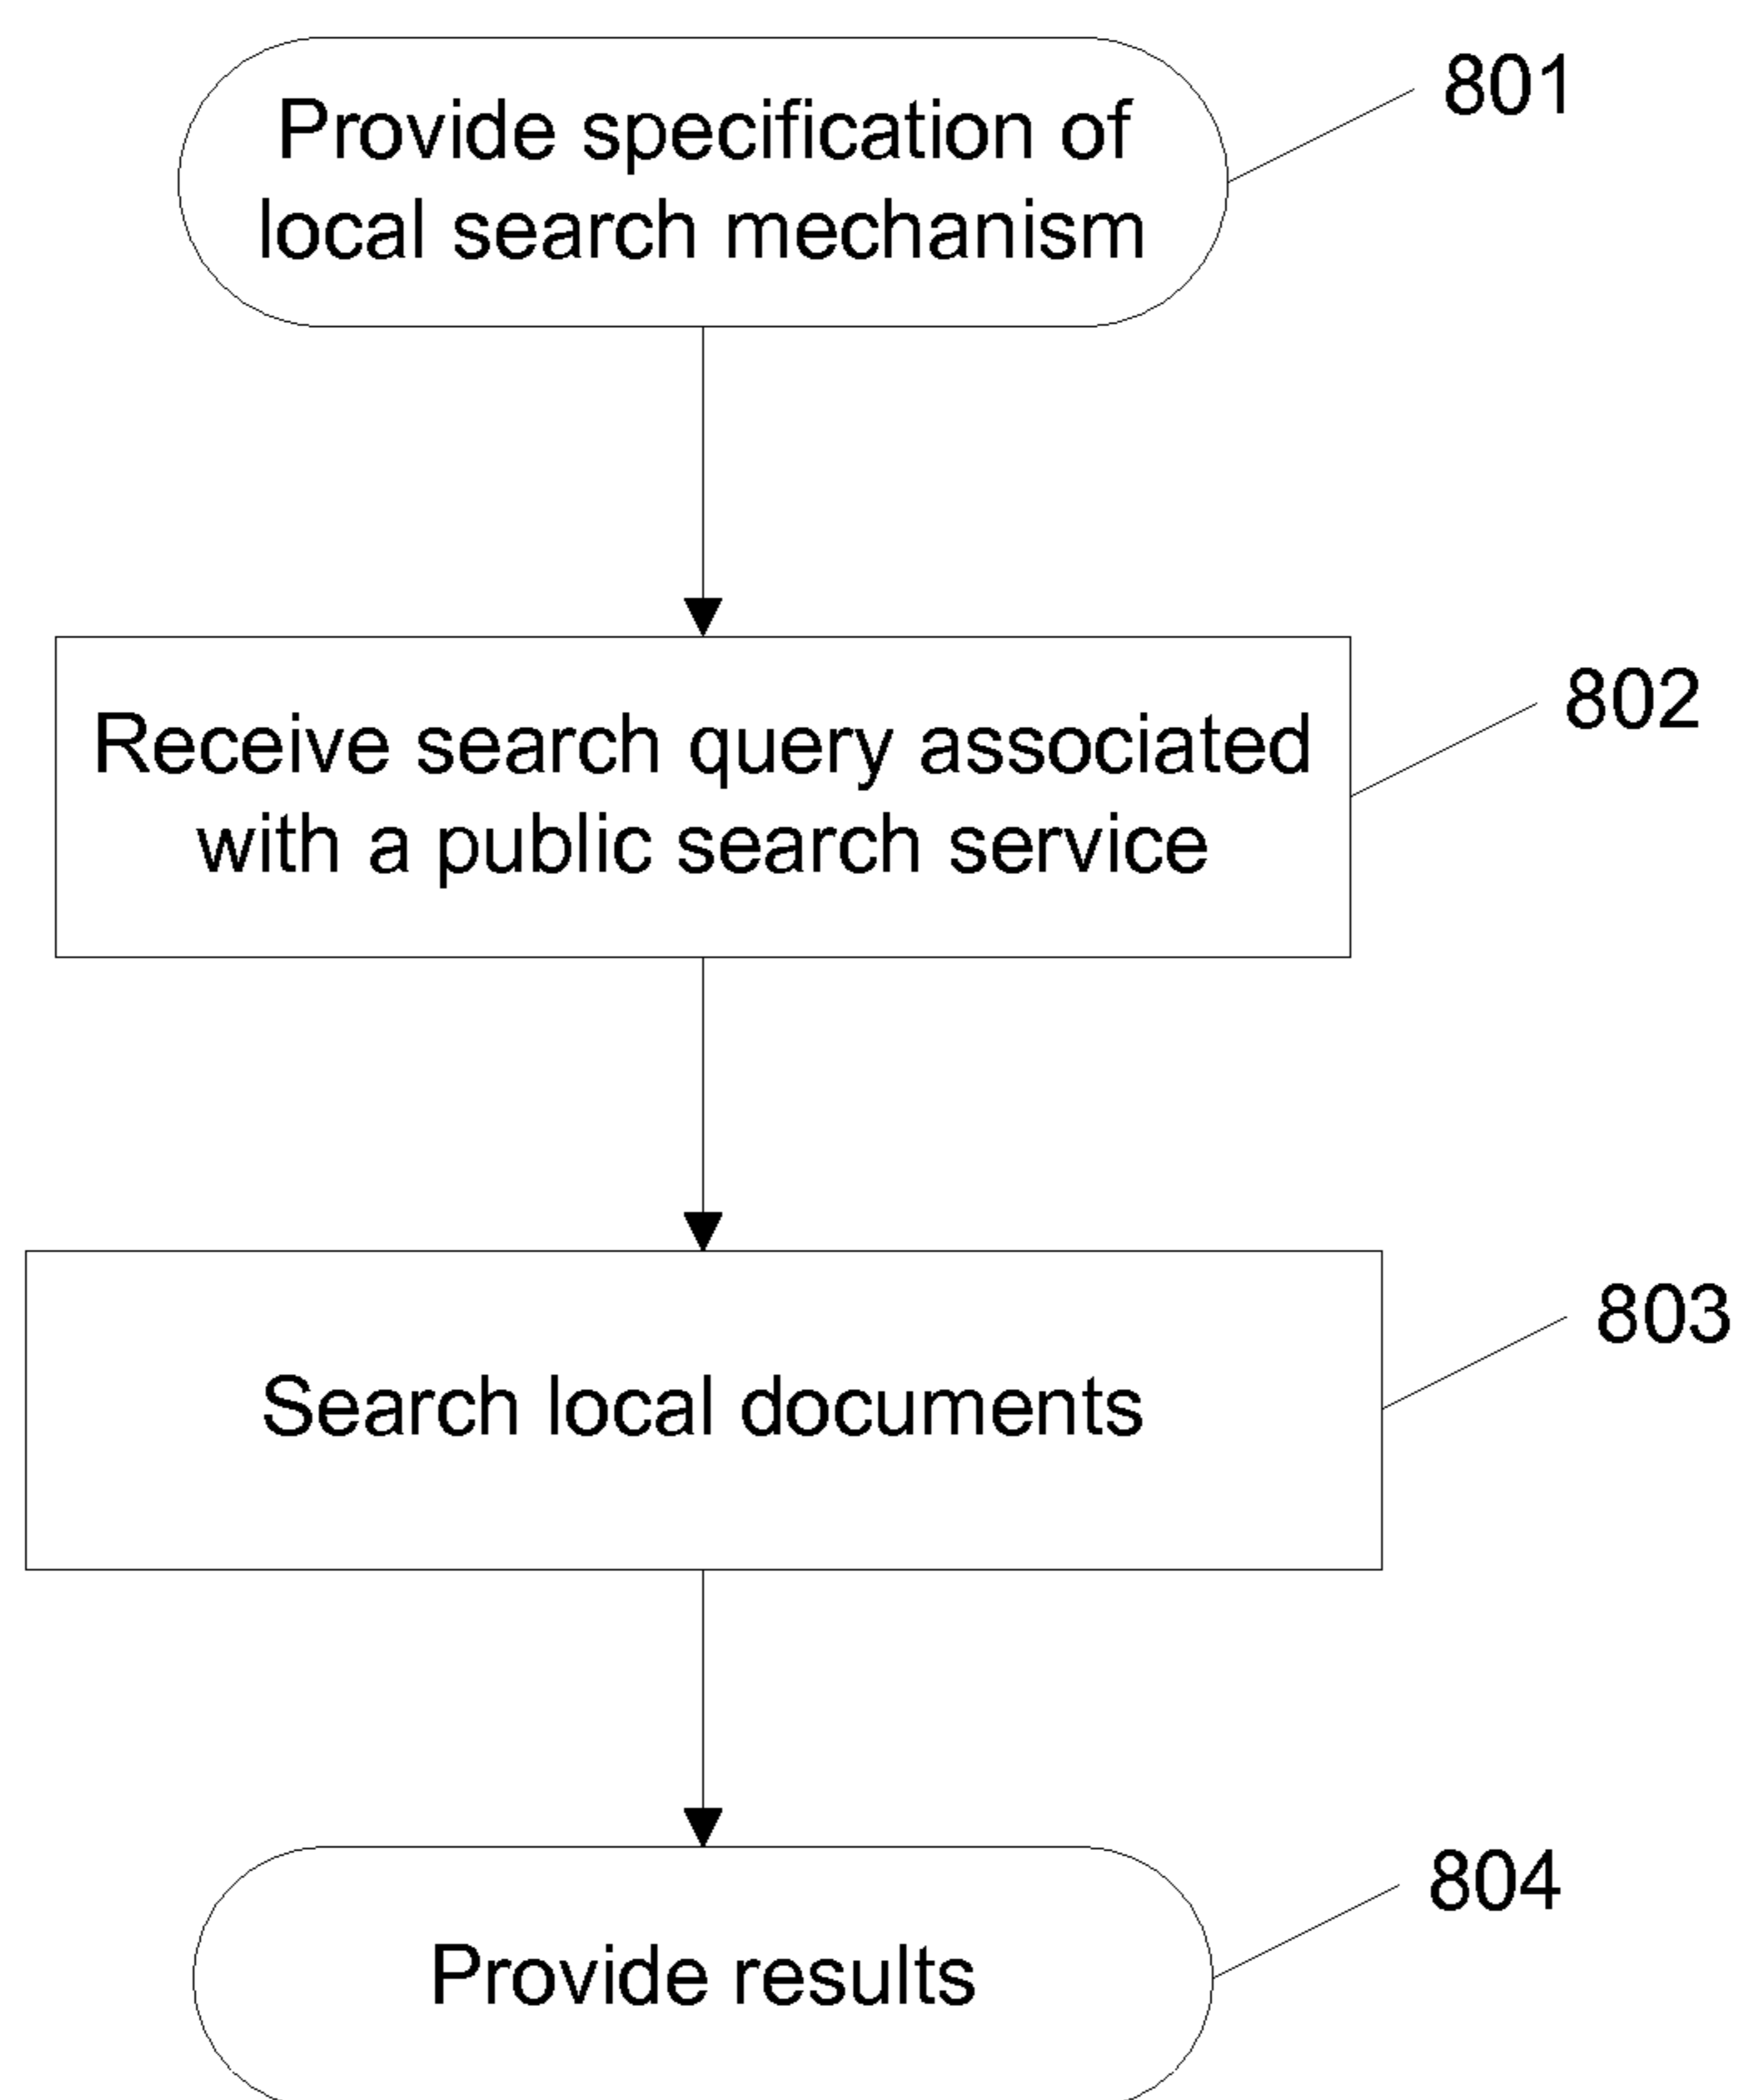 Provide specification of
local search mechanism
801
Receive search query associated
with a public search service
802
Search local documents
803
Provide results
804